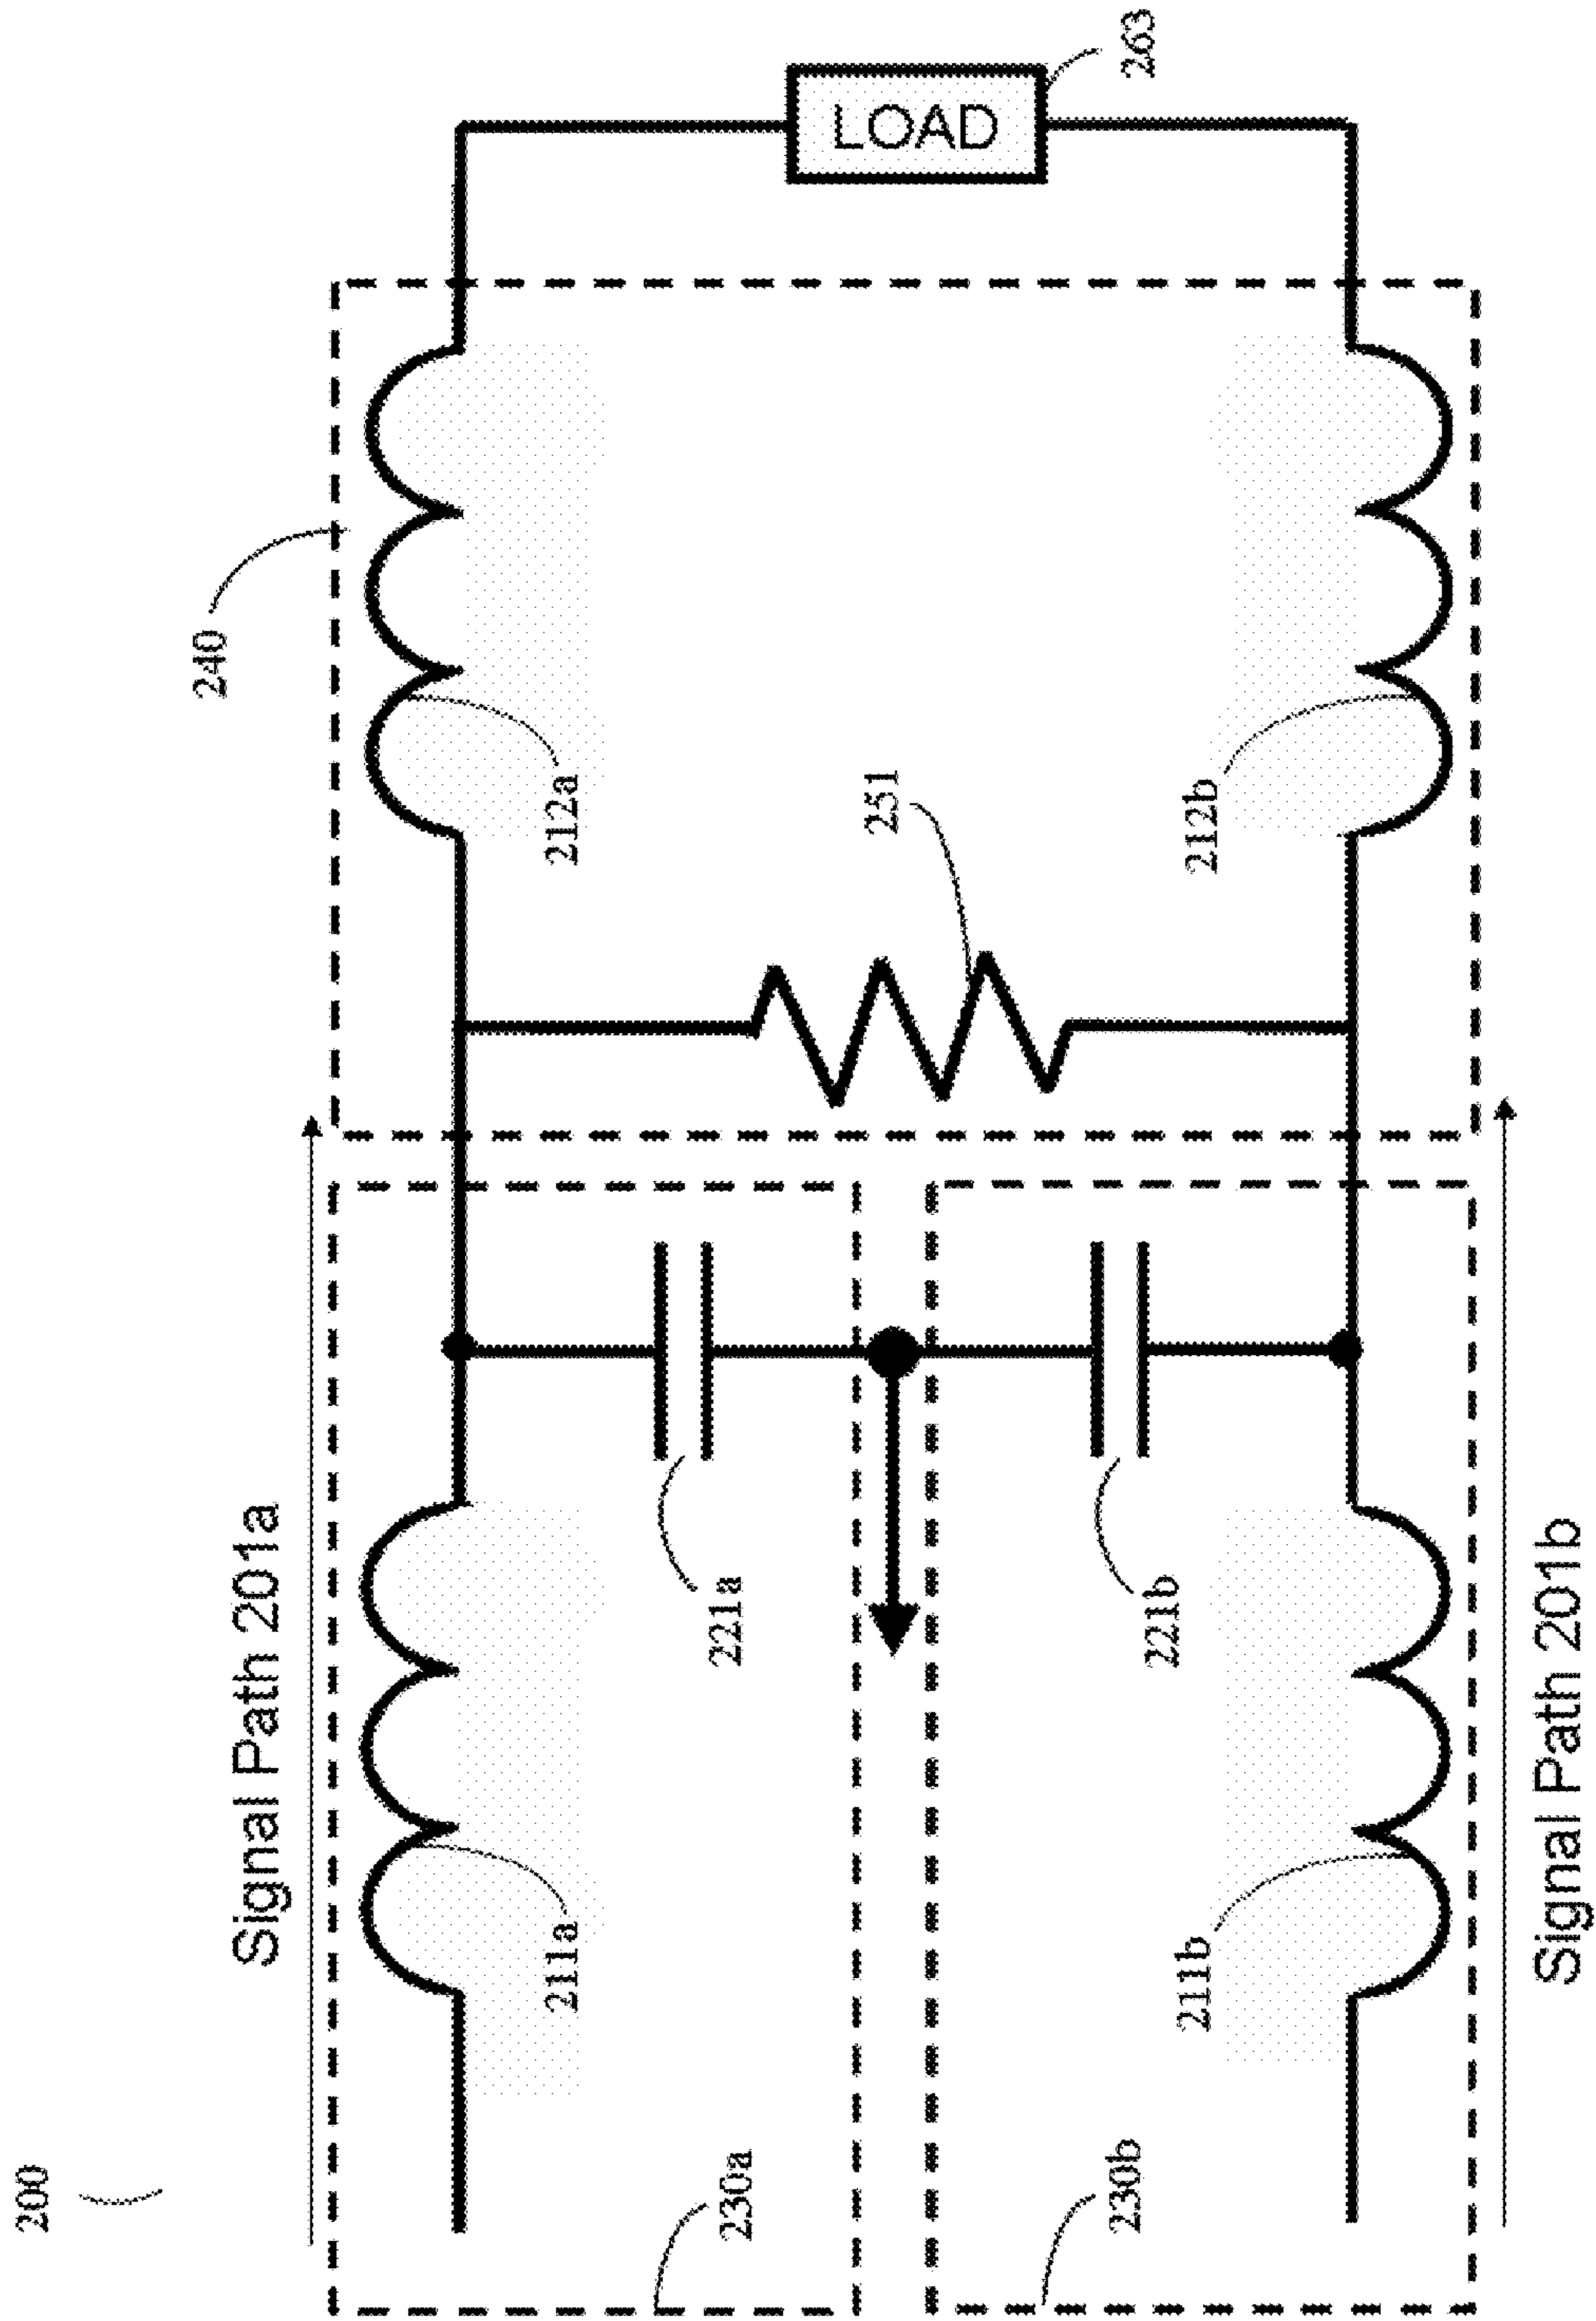 200
Signal Path 201a
240
211a
212a
221a
251
230a
LOAD
263
230b
221b
211b
212b
Signal Path 201b